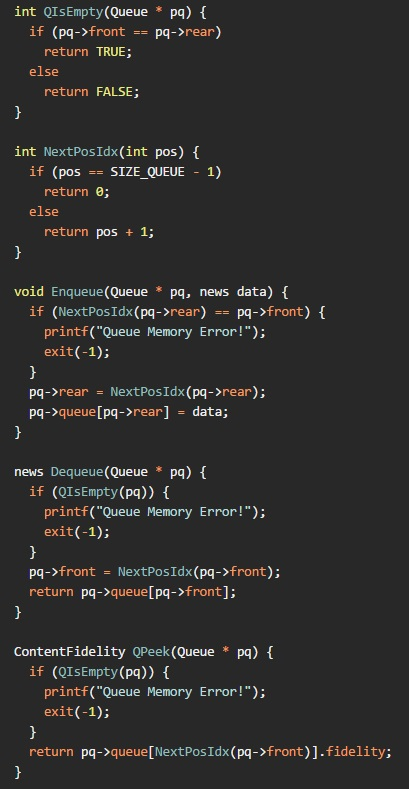 int QIsEmpty(Queue * pq) {
if (pq->front == pq->rear)
return TRUE;
else
return FALSE;
}
int NextPosIdx(int pos) {
if (pos == SIZE_QUEUE - 1)
return 0;
else
return pos + 1;
}
void Enqueue(Queue * pq, news data) {
if (NextPosIdx(pq->rear) == pq->front) {
printf("Queue Memory Error!");
exit(-1);
}
pq->rear = NextPosIdx(pq->rear);
pq->queue[pq->rear] = data;
}
news Dequeue(Queue * pq) {
if (QIsEmpty(pq)) {
printf("Queue Memory Error!");
exit(-1);
}
pq->front = NextPosIdx(pq->front);
return pq->queue[pq->front];
}
ContentFidelity QPeek(Queue * pq) {
if (QIsEmpty(pq)) {
printf("Queue Memory Error!");
exit(-1);
}
return pq->queue[NextPosIdx(pq->front)].fidelity;
}